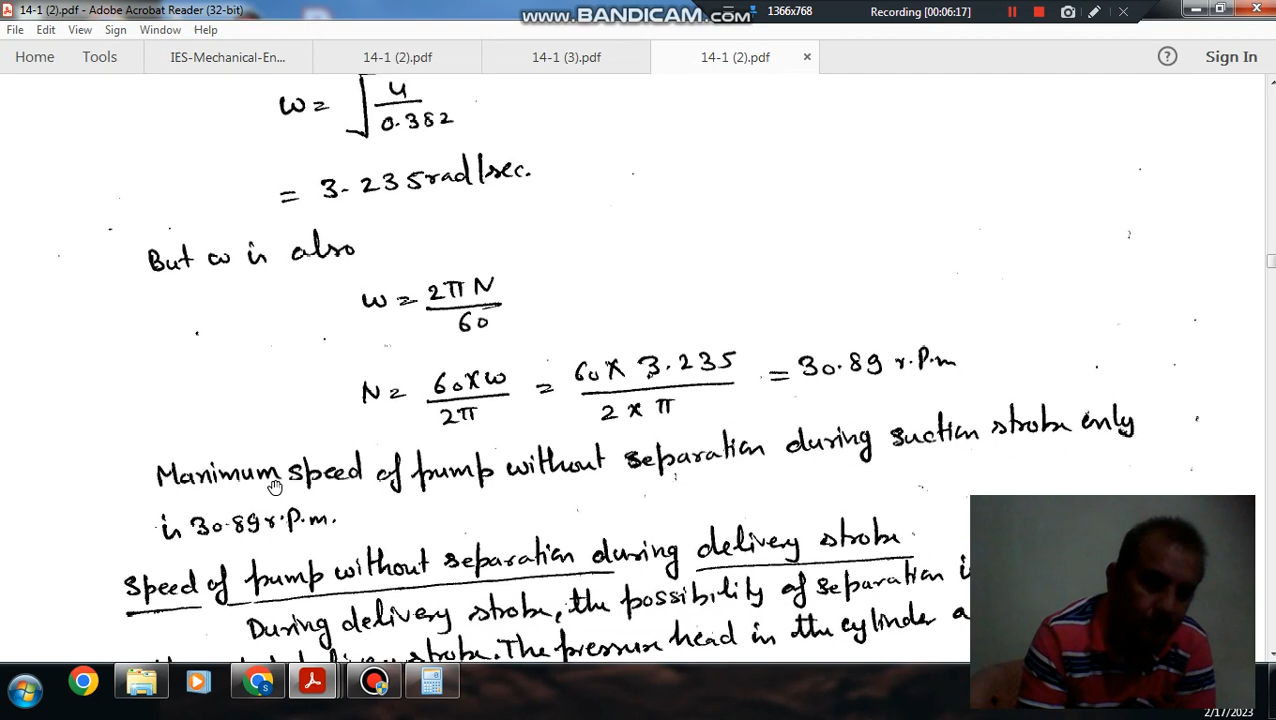 14-1 (2).pdf - Adobe Acrobat Reader (32-bit)
www.BANDICAM.com
1366x768
Recording [00:06:17]
File Edit View Sign Window Help
Home Tools IES-Mechanical-En... 14-1 (2).pdf 14-1 (3).pdf 14-1 (2).pdf × ? Sign In
ω = √(4/0.382)
= 3.235 rad/sec.
But ω is also
ω = 2πN/60
N = 60×ω/2π = 60×3.235/2×π = 30.89 r.P.m
Maximum speed of pump without separation during suction stroke only
is 30.89 r.P.m.
Speed of pump without separation during delivery stroke.
During delivery stroke, the possibility of separation i
stroke. The pressure head in the cylinder a
2/17/2023